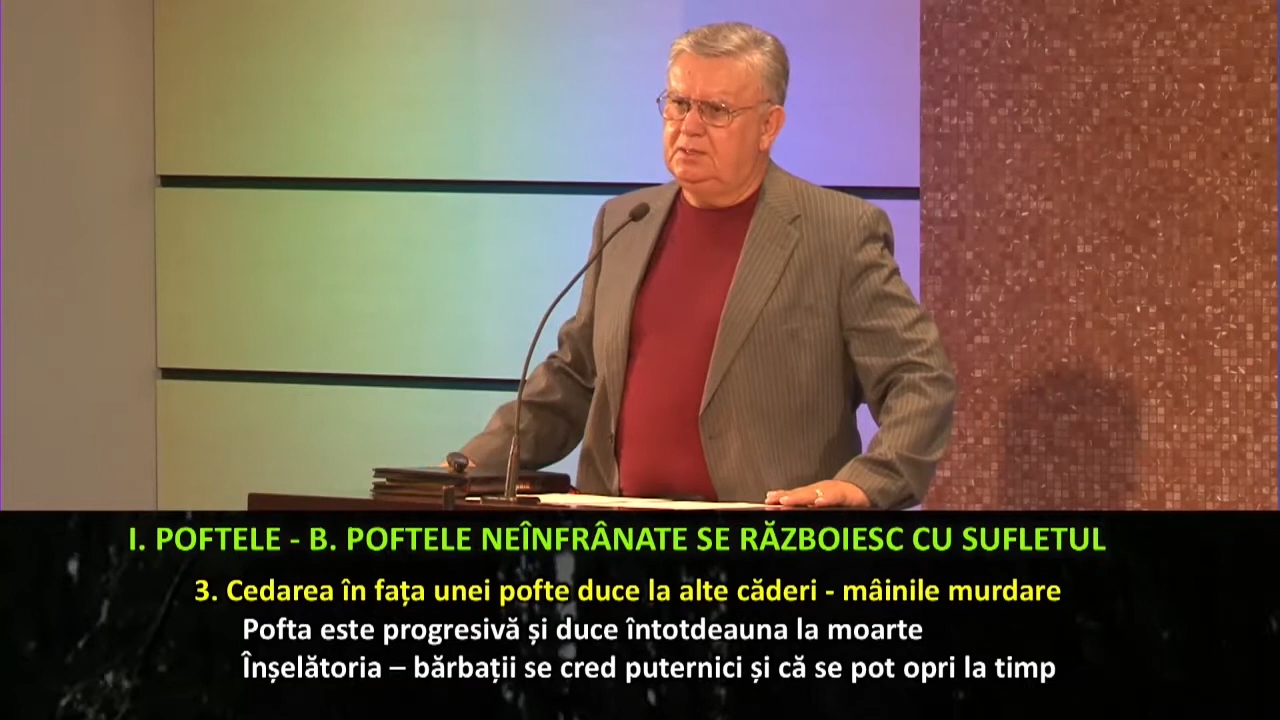 I. POFTELE - B. POFTELE NEÎNFRÂNATE SE RĂZBOIESC CU SUFLETUL
3. Cedarea în fața unei pofte duce la alte căderi - mâinile murdare
Pofta este progresivă și duce întotdeauna la moarte
Înșelătoria – bărbații se cred puternici și că se pot opri la timp